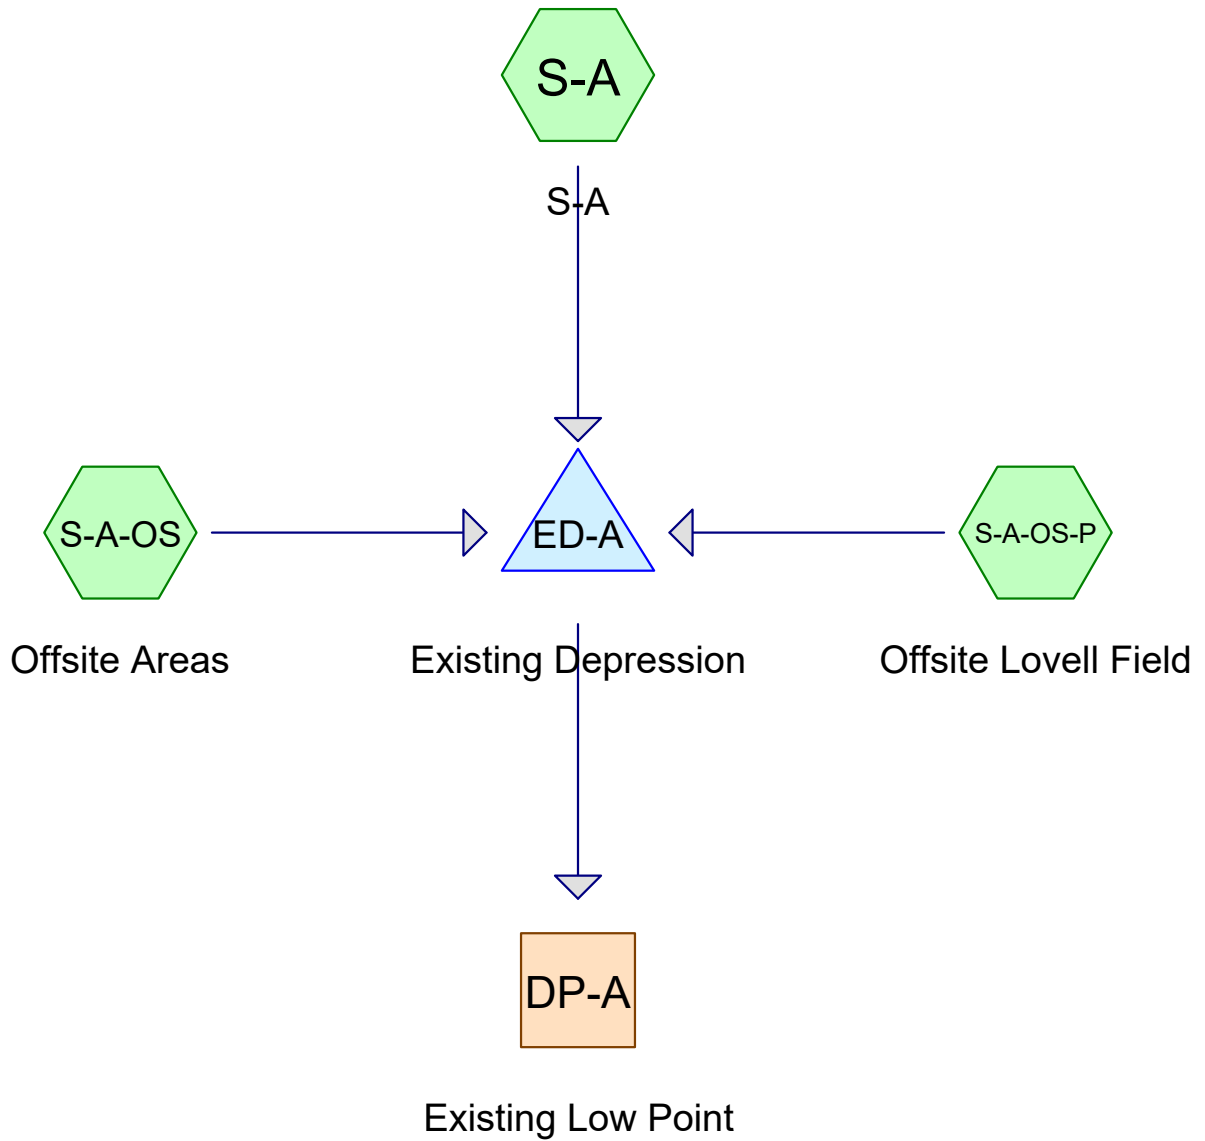 S-A
S-A
S-A-OS
ED-A
S-A-OS-P
Offsite Areas
Existing Depression
Offsite Lovell Field
DP-A
Existing Low Point